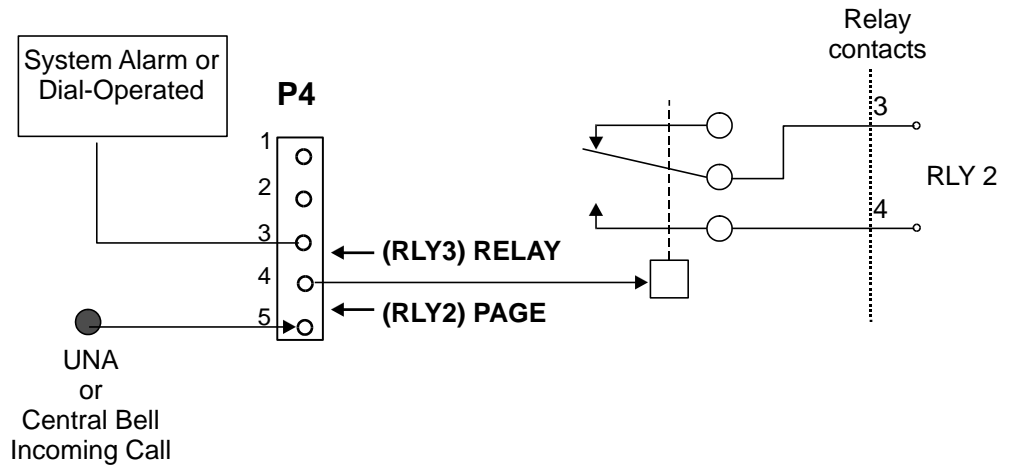 System Alarm or
Dial-Operated
P4
1
2
3
4
5
(RLY3) RELAY
(RLY2) PAGE
UNA
or
Central Bell
Incoming Call
Relay
contacts
3
RLY 2
4